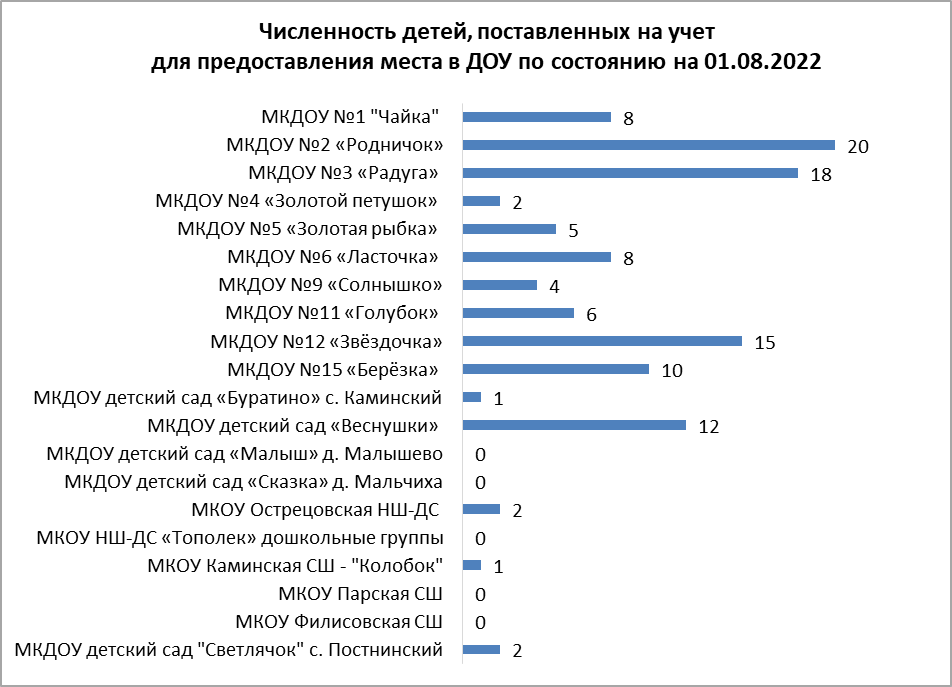 Численность детей, поставленных на учет
для предоставления места в ДОУ по состоянию на 01.08.2022
МКДОУ №1 "Чайка" 8
МКДОУ №2 «Родничок» 20
МКДОУ №3 «Радуга» 18
МКДОУ №4 «Золотой петушок» 2
МКДОУ №5 «Золотая рыбка» 5
МКДОУ №6 «Ласточка» 8
МКДОУ №9 «Солнышко» 4
МКДОУ №11 «Голубок» 6
МКДОУ №12 «Звёздочка» 15
МКДОУ №15 «Берёзка» 10
МКДОУ детский сад «Буратино» с. Каминский 1
МКДОУ детский сад «Веснушки» 12
МКДОУ детский сад «Малыш» д. Малышево 0
МКДОУ детский сад «Сказка» д. Мальчиха 0
МКОУ Острецовская НШ-ДС 2
МКОУ НШ-ДС «Тополек» дошкольные группы 0
МКОУ Каминская СШ - "Колобок" 1
МКОУ Парская СШ 0
МКОУ Филисовская СШ 0
МКДОУ детский сад "Светлячок" с. Постнинский 2